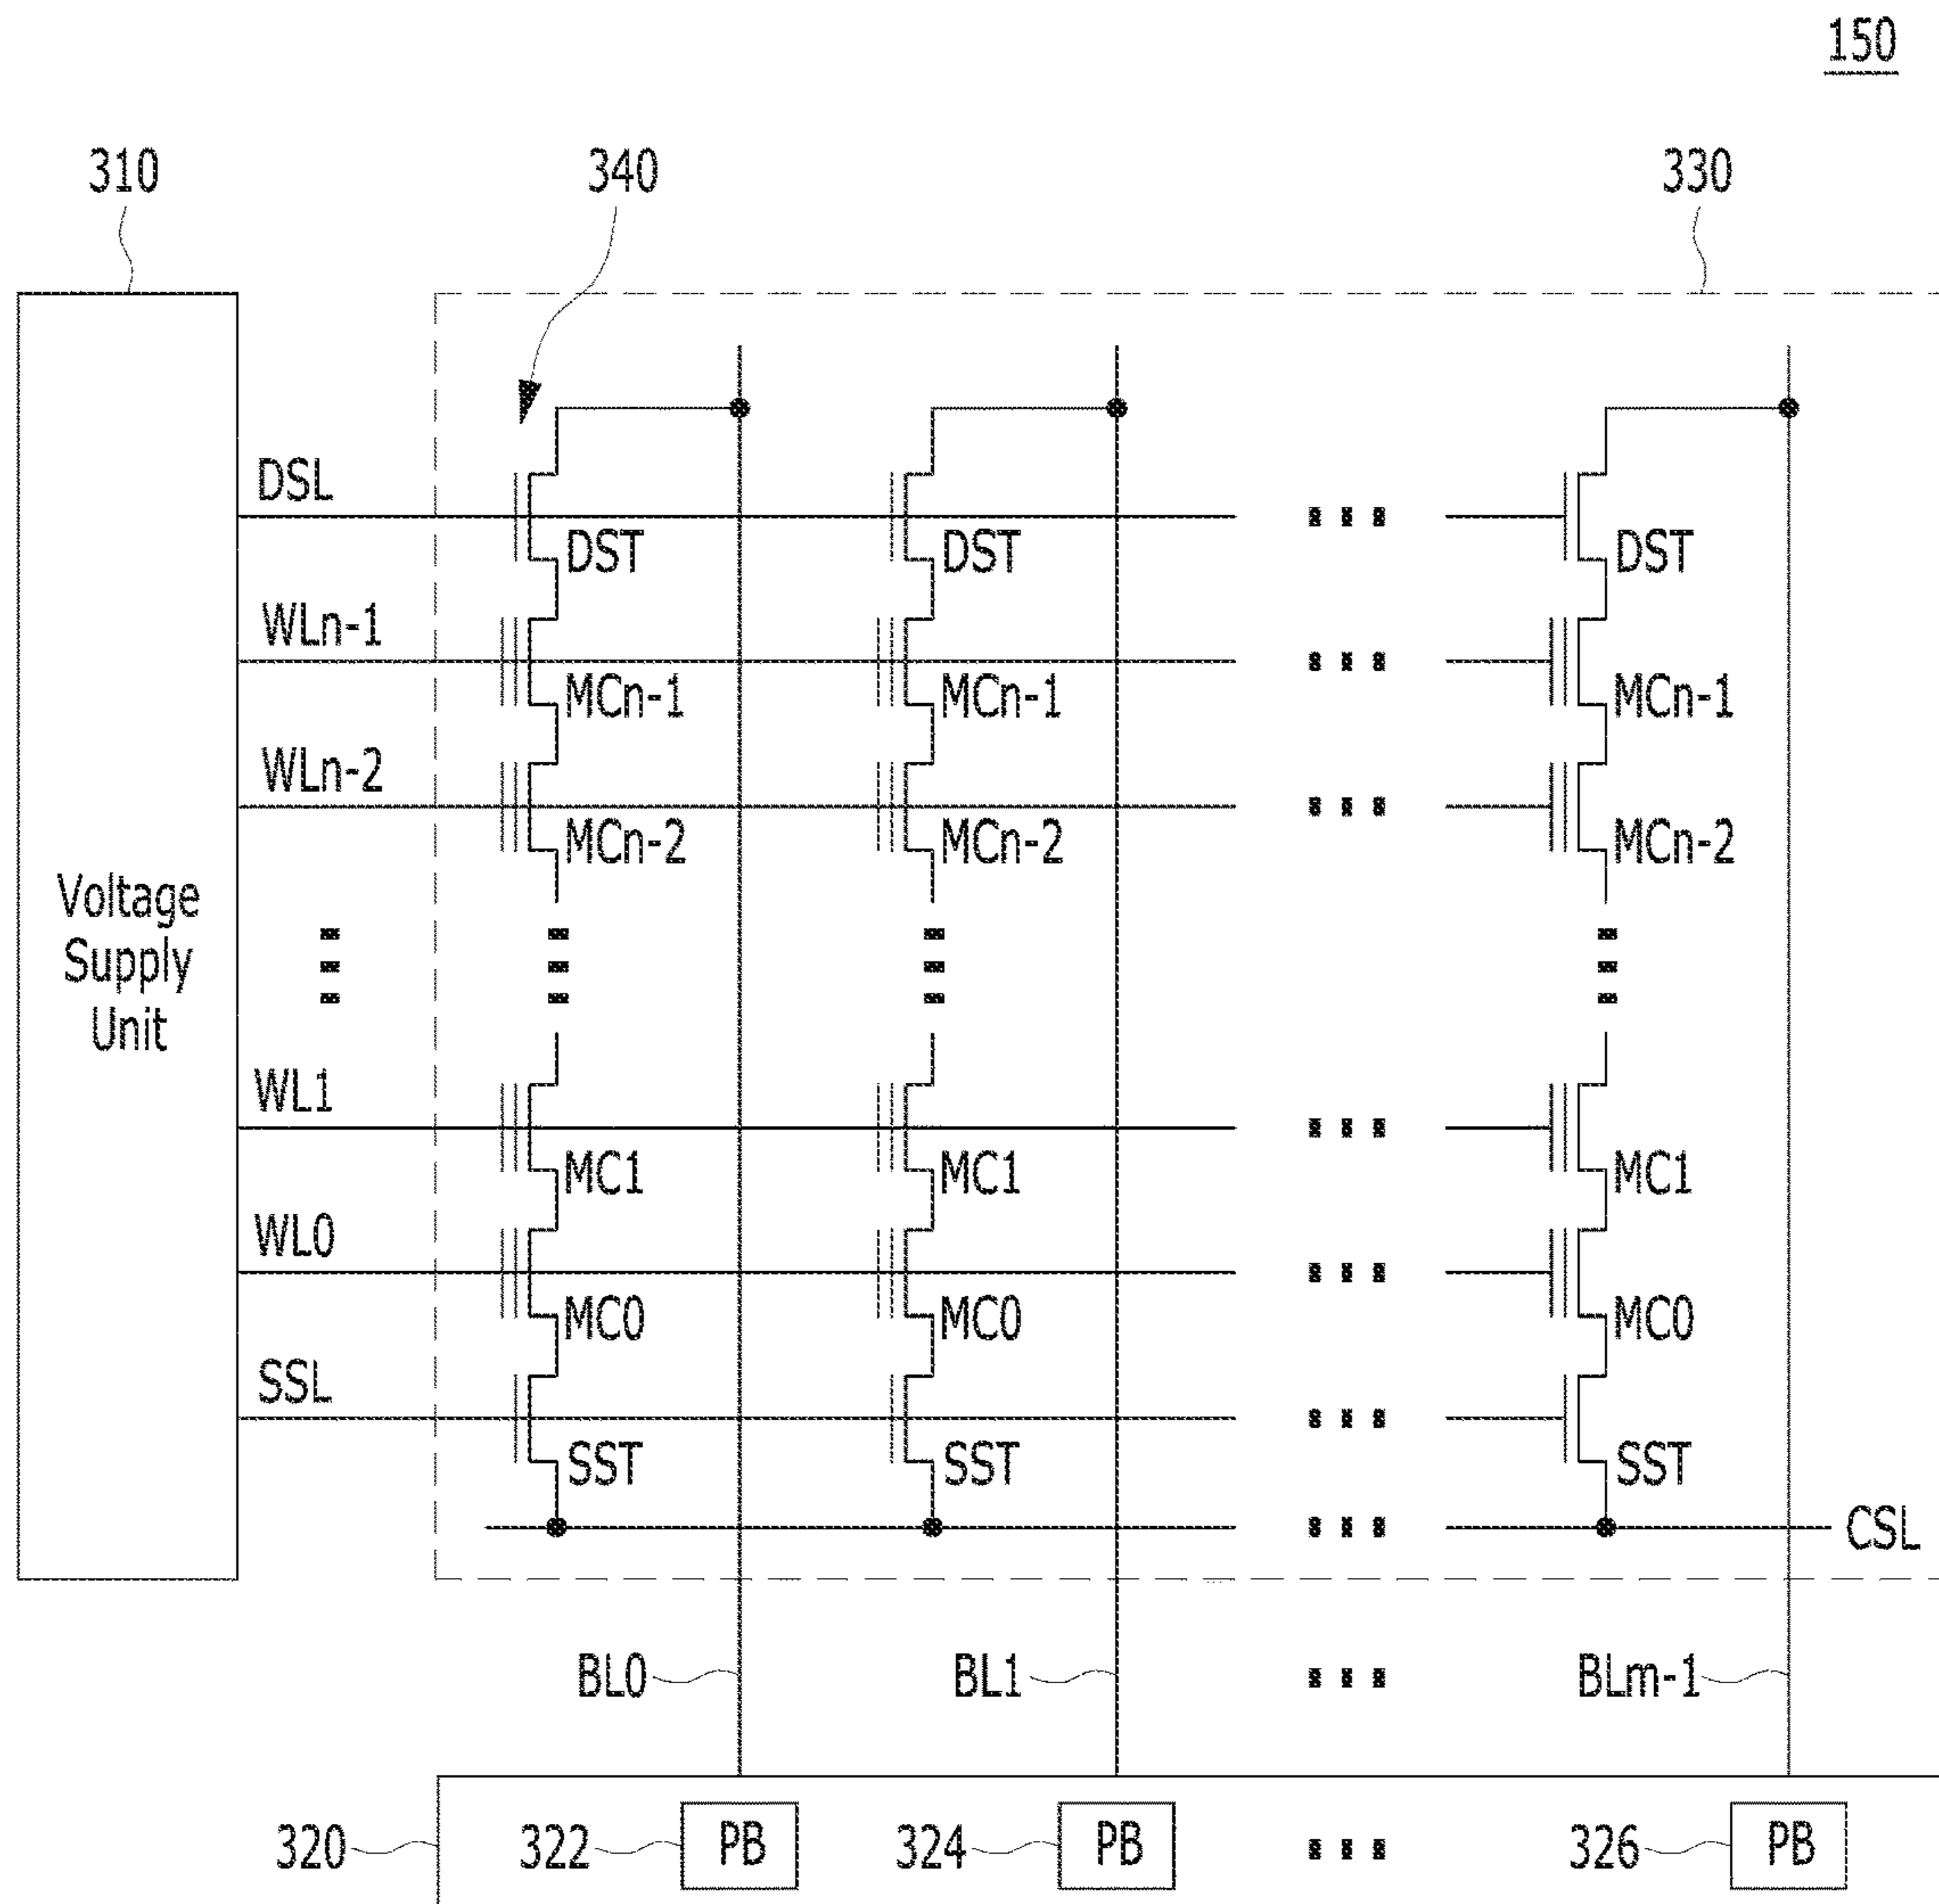 150
310 340 330
DSL
DST DST DST
WLn-1
MCn-1 MCn-1 MCn-1
WLn-2
MCn-2 MCn-2 MCn-2
Voltage
Supply
Unit
WL1
MC1 MC1 MC1
WL0
MC0 MC0 MC0
SSL
SST SST SST
CSL
BL0 BL1 BLm-1
320 322 PB 324 PB 326 PB